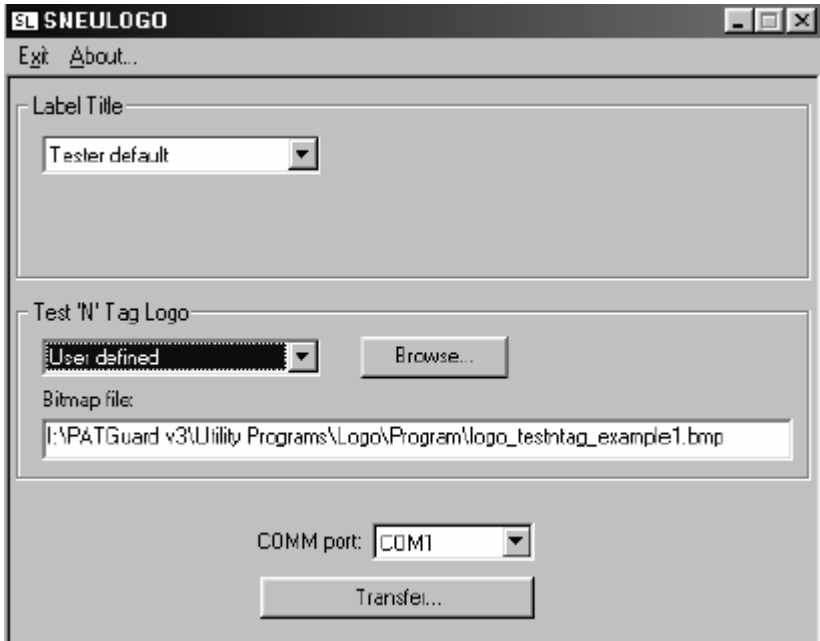 SL SNEULOGO
Exit About...
Label Title
Tester default
Test 'N' Tag Logo
User defined
Browse...
Bitmap file:
I:\PATGuard v3\Utility Programs\Logo\Program\logo_testntag_example1.bmp
COMM port: COM1
Transfer...